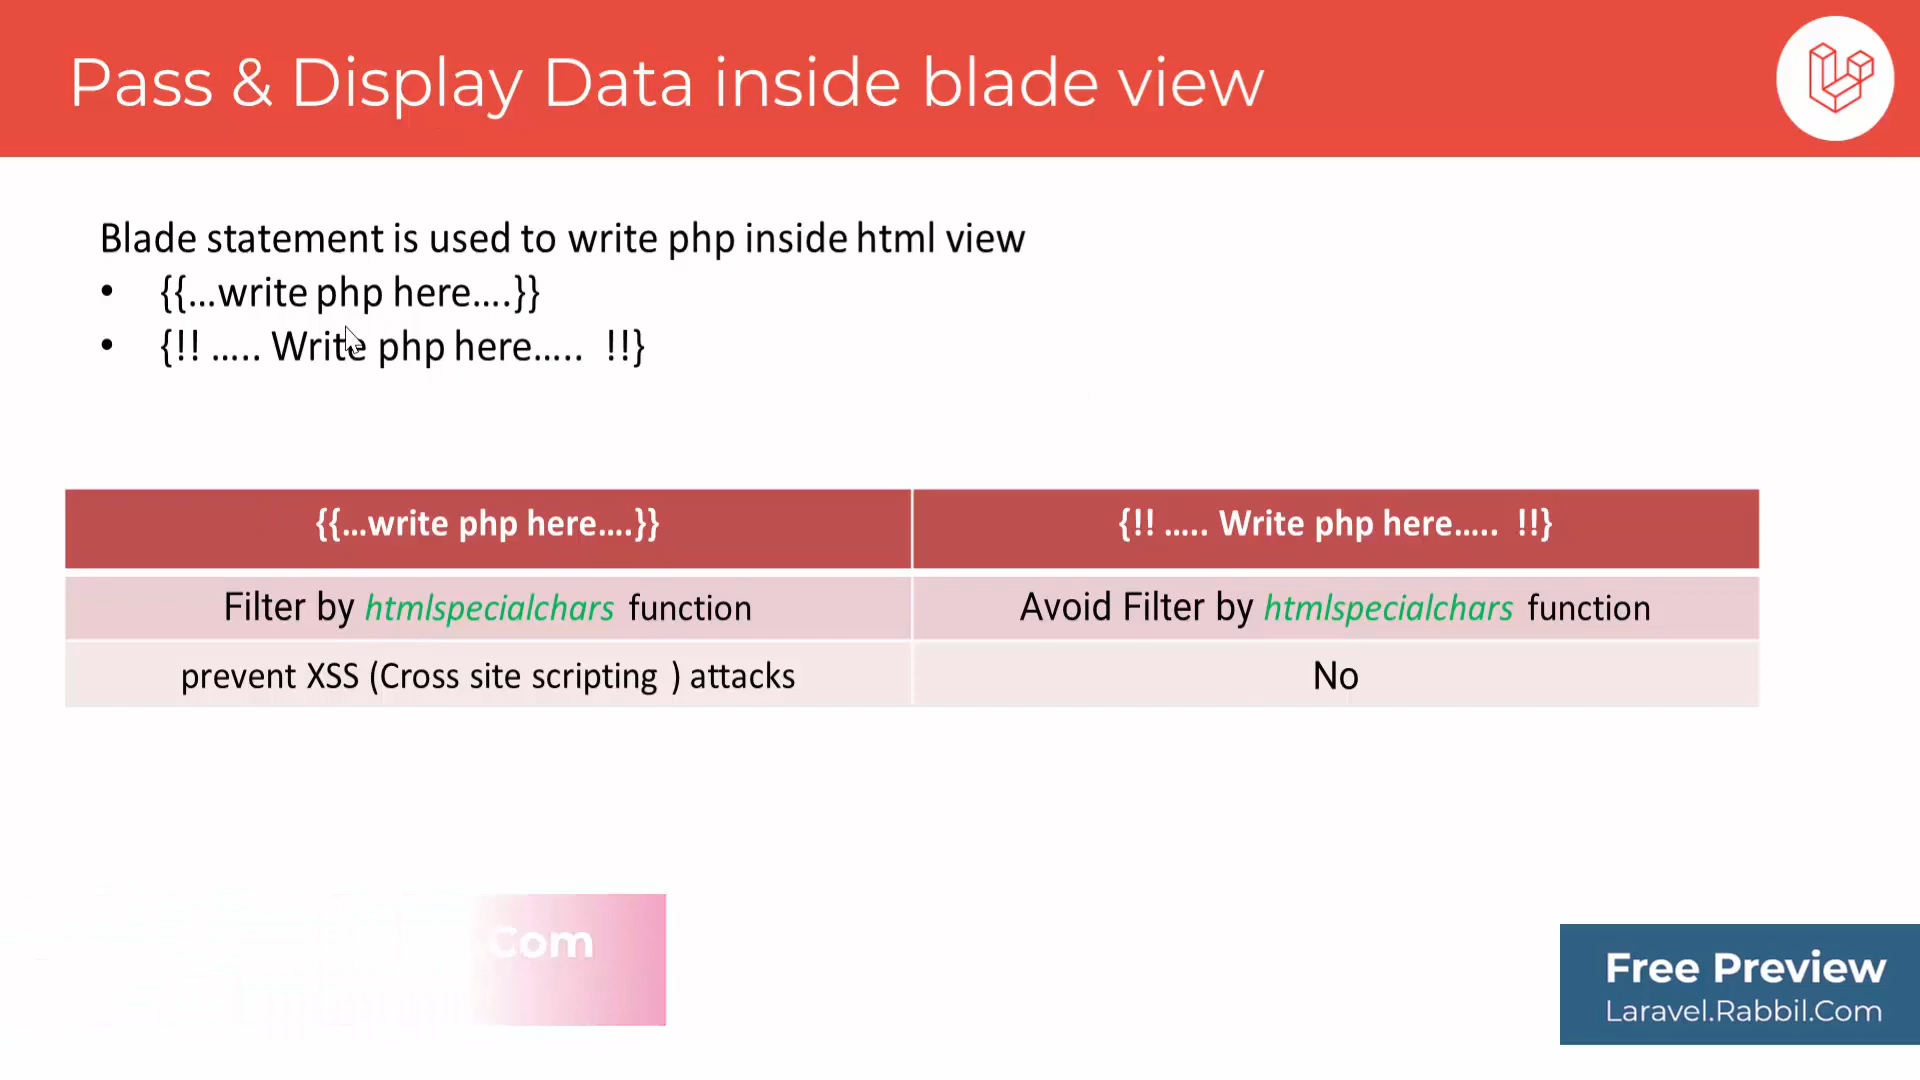 Pass & Display Data inside blade view
Blade statement is used to write php inside html view
• {{...write php here....}}
• {!! ..... Write php here..... !!}
{{...write php here....}}
{!! ..... Write php here..... !!}
Filter by htmlspecialchars function
Avoid Filter by htmlspecialchars function
prevent XSS (Cross site scripting ) attacks
No
.Com
Free Preview
Laravel.Rabbil.Com